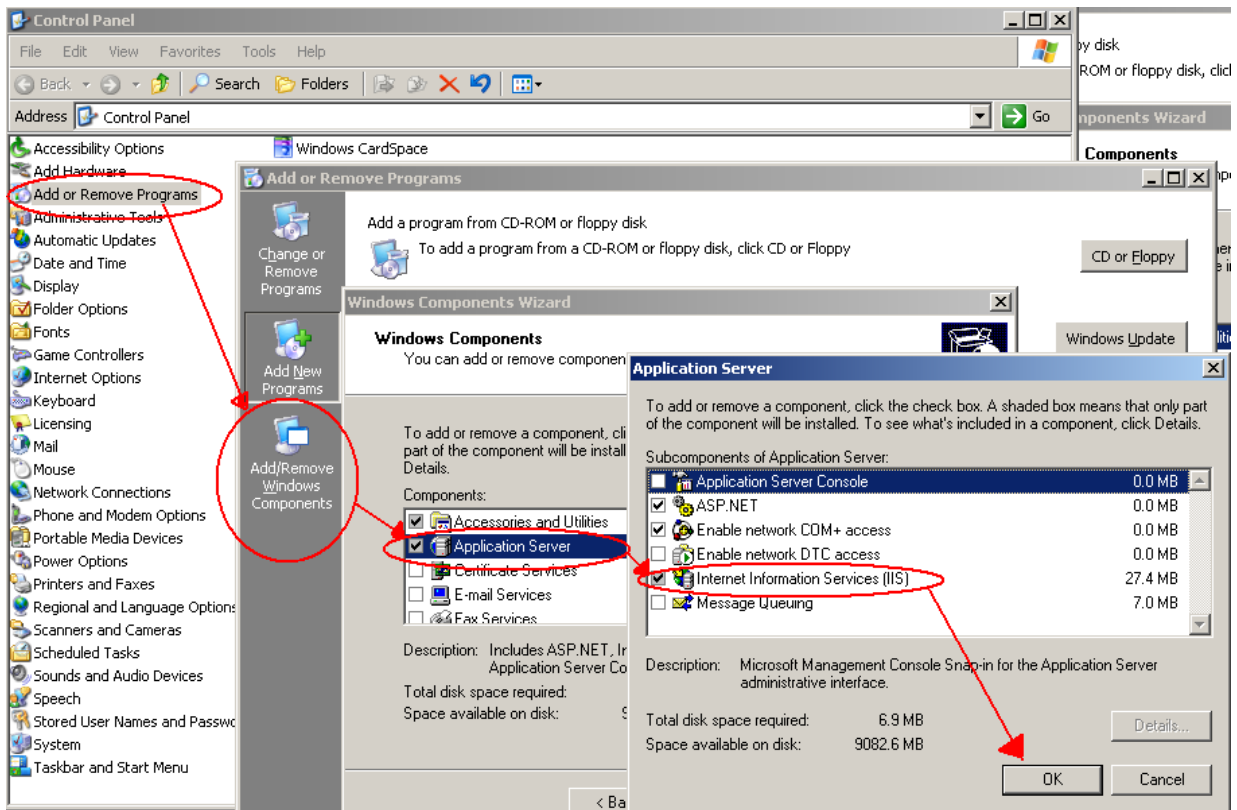 Control Panel
File Edit View Favorites Tools Help
Back Search Folders
Address Control Panel Go
Accessibility Options
Add Hardware
Add or Remove Programs
Administrative Tools
Automatic Updates
Date and Time
Display
Folder Options
Fonts
Game Controllers
Internet Options
Keyboard
Licensing
Mail
Mouse
Network Connections
Phone and Modem Options
Portable Media Devices
Power Options
Printers and Faxes
Regional and Language Options
Scanners and Cameras
Scheduled Tasks
Sounds and Audio Devices
Speech
Stored User Names and Passwo
System
Taskbar and Start Menu
Windows CardSpace
py disk
ROM or floppy disk, clic
mponents Wizard
Components
Add or Remove Programs
Change or
Remove
Programs
Add New
Programs
Add/Remove
Windows
Components
Add a program from CD-ROM or floppy disk
To add a program from a CD-ROM or floppy disk, click CD or Floppy
CD or Floppy
Windows Update
Windows Components Wizard
Windows Components
You can add or remove componen
To add or remove a component, cli
part of the component will be install
Details.
Components:
Accessories and Utilities
Application Server
Certificate Services
E-mail Services
Fax Services
Description: Includes ASP.NET, Ir
Application Server Co
Total disk space required:
Space available on disk: 9
< Ba
Application Server
To add or remove a component, click the check box. A shaded box means that only part
of the component will be installed. To see what's included in a component, click Details.
Subcomponents of Application Server:
Application Server Console 0.0 MB
ASP.NET 0.0 MB
Enable network COM+ access 0.0 MB
Enable network DTC access 0.0 MB
Internet Information Services (IIS) 27.4 MB
Message Queuing 7.0 MB
Description: Microsoft Management Console Snap-in for the Application Server
administrative interface.
Total disk space required: 6.9 MB
Space available on disk: 9082.6 MB
Details...
OK Cancel